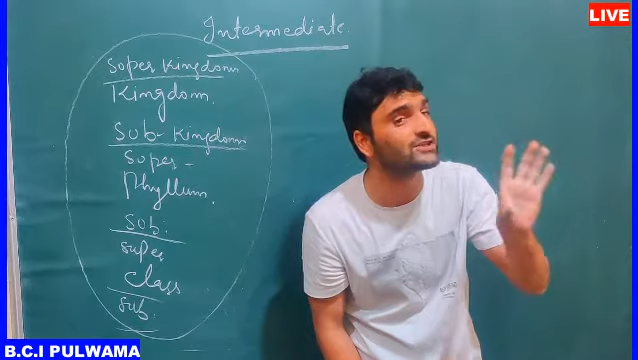 LIVE
Intermediate.
Super Kingdom
Kingdom.
Sub-Kingdom
Super-
Phyllum.
Sub.
Super
Class
Sub.
B.C.I PULWAMA